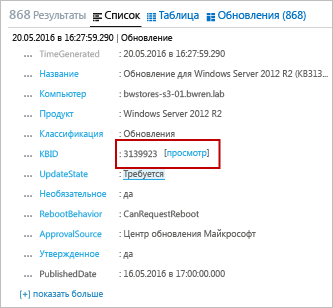 868 Результаты Список Таблица Обновления (868)
20.05.2016 в 16:27:59.290 | Обновление
... TimeGenerated : 20.05.2016 в 16:27:59.290
... Название : Обновление для Windows Server 2012 R2 (KB313...
... Компьютер : bwstores-s3-01.bwren.lab
... Продукт : Windows Server 2012 R2
... Классификация : Обновления
... KBID : 3139923 [просмотр]
... UpdateState : Требуется
... Необязательное : да
... RebootBehavior : CanRequestReboot
... ApprovalSource : Центр обновления Майкрософт
... Утвержденное : да
... PublishedDate : 16.05.2016 в 17:00:00.000
[+] показать больше